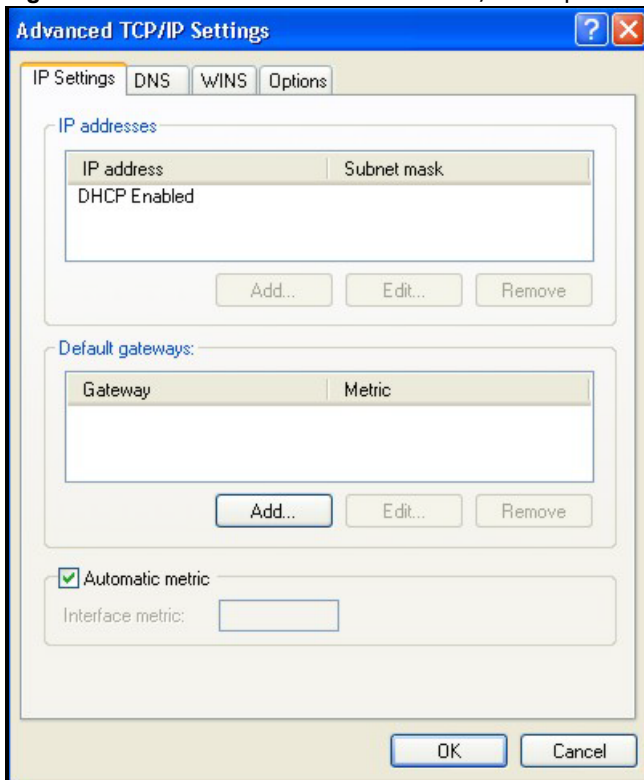 Advanced TCP/IP Settings
IP Settings DNS WINS Options
IP addresses
IP address Subnet mask
DHCP Enabled
Add... Edit... Remove
Default gateways:
Gateway Metric
Add... Edit... Remove
Automatic metric
Interface metric:
OK Cancel